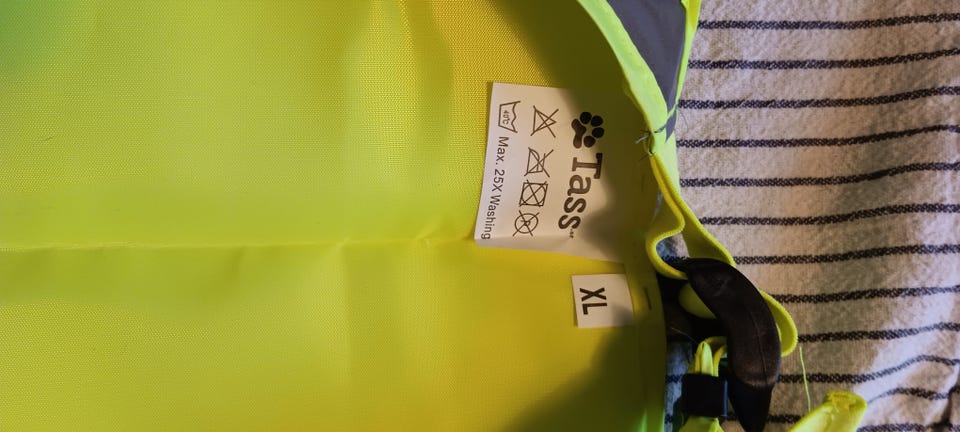 Tass
40°C
Max. 25X Washing
P
XL